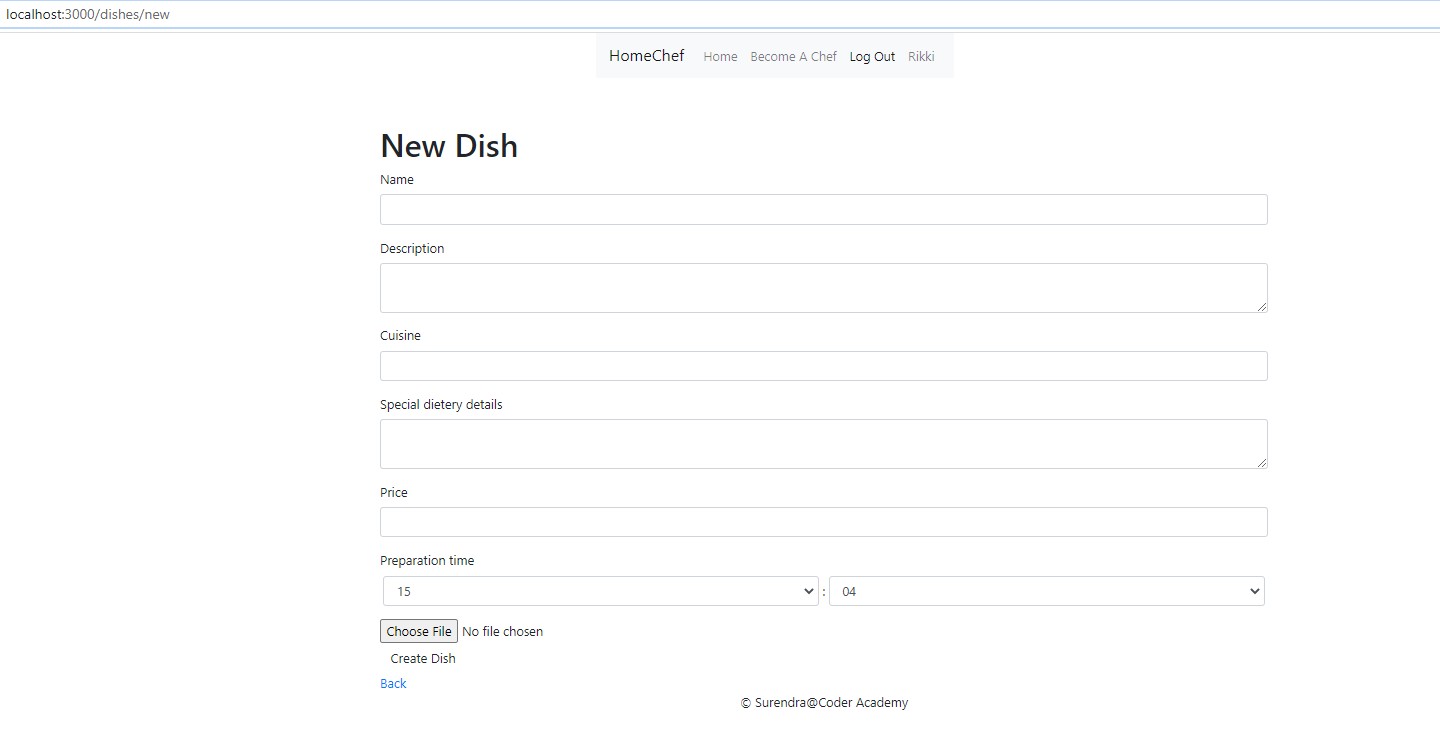 localhost:3000/dishes/new
HomeChef Home Become A Chef Log Out Rikki
New Dish
Name
Description
Cuisine
Special dietery details
Price
Preparation time
15 : 04
Choose File No file chosen
Create Dish
Back
© Surendra@Coder Academy